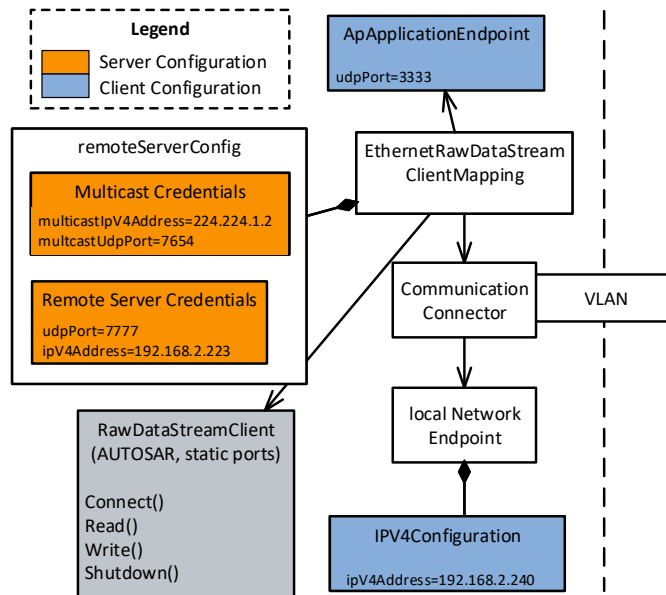 Legend
Server Configuration
Client Configuration
ApApplicationEndpoint
udpPort=3333
remoteServerConfig
Multicast Credentials
multicastIpV4Address=224.224.1.2
multcastUdpPort=7654
Remote Server Credentials
udpPort=7777
ipV4Address=192.168.2.223
EthernetRawDataStream
ClientMapping
Communication
Connector
VLAN
local Network
Endpoint
RawDataStreamClient
(AUTOSAR, static ports)
Connect()
Read()
Write()
Shutdown()
IPV4Configuration
ipV4Address=192.168.2.240